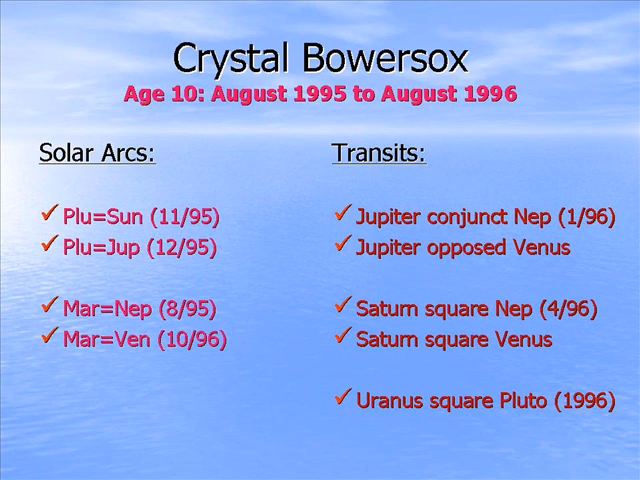 Crystal Bowersox
Age 10: August 1995 to August 1996
Solar Arcs:
Plu=Sun (11/95)
Plu=Jup (12/95)
Mar=Nep (8/95)
Mar=Ven (10/96)
Transits:
Jupiter conjunct Nep (1/96)
Jupiter opposed Venus
Saturn square Nep (4/96)
Saturn square Venus
Uranus square Pluto (1996)